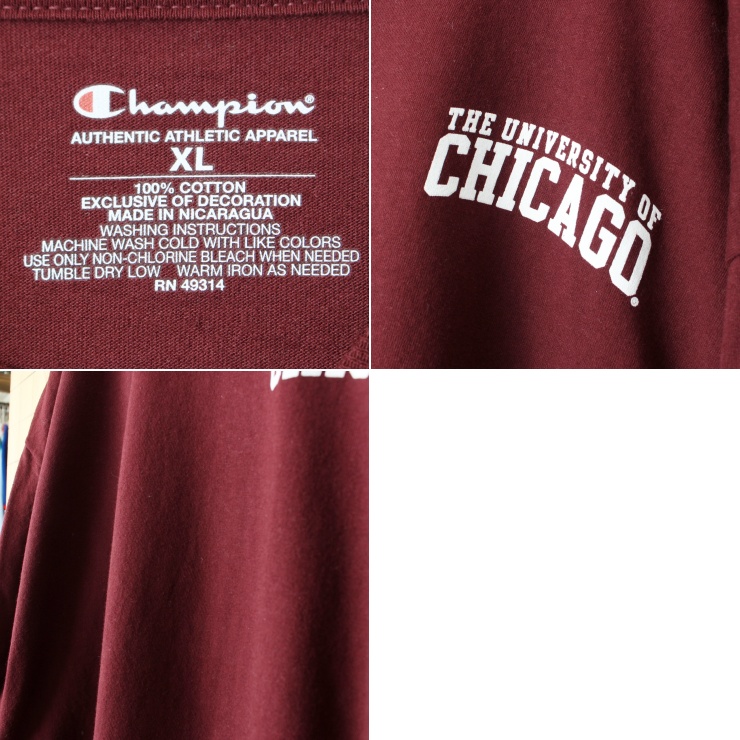 Champion®
AUTHENTIC ATHLETIC APPAREL
XL
100% COTTON
EXCLUSIVE OF DECORATION
MADE IN NICARAGUA
WASHING INSTRUCTIONS
MACHINE WASH COLD WITH LIKE COLORS
USE ONLY NON-CHLORINE BLEACH WHEN NEEDED
TUMBLE DRY LOW WARM IRON AS NEEDED
RN 49314
THE UNIVERSITY OF
CHICAGO®